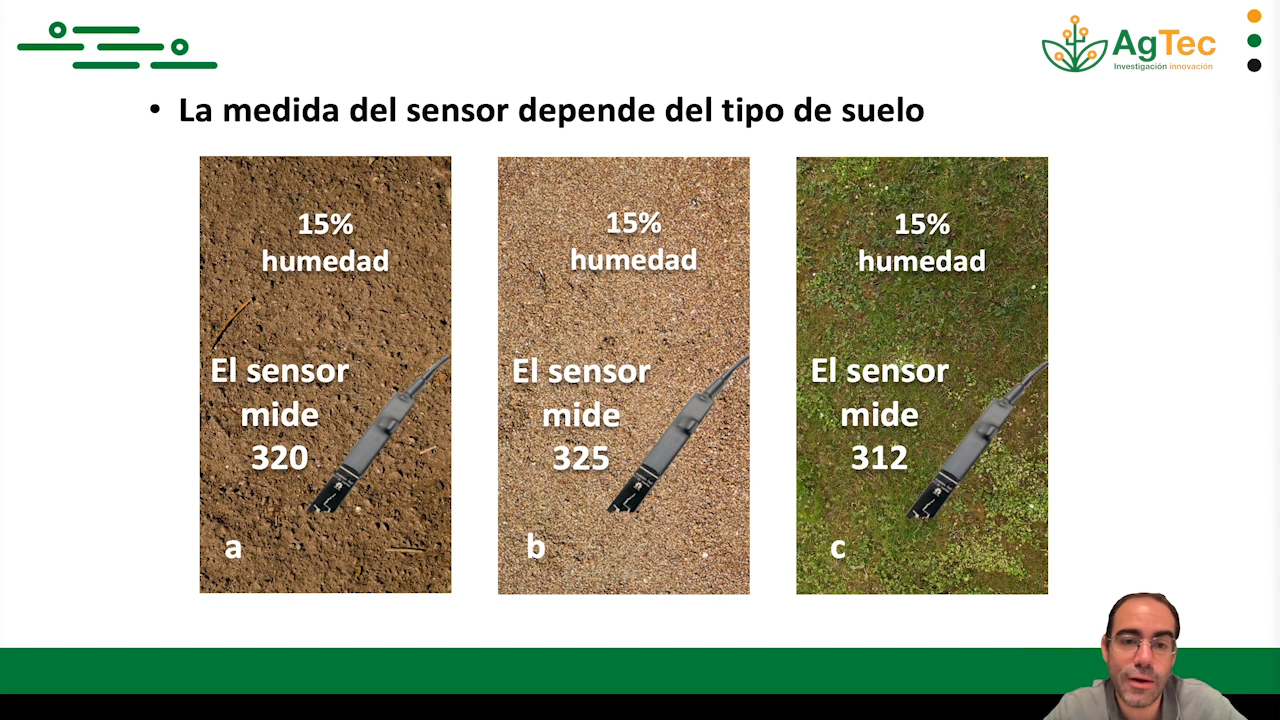 AgTec
Investigación innovación
• La medida del sensor depende del tipo de suelo
15%
humedad
El sensor
mide
320
a
15%
humedad
El sensor
mide
325
b
15%
humedad
El sensor
mide
312
c